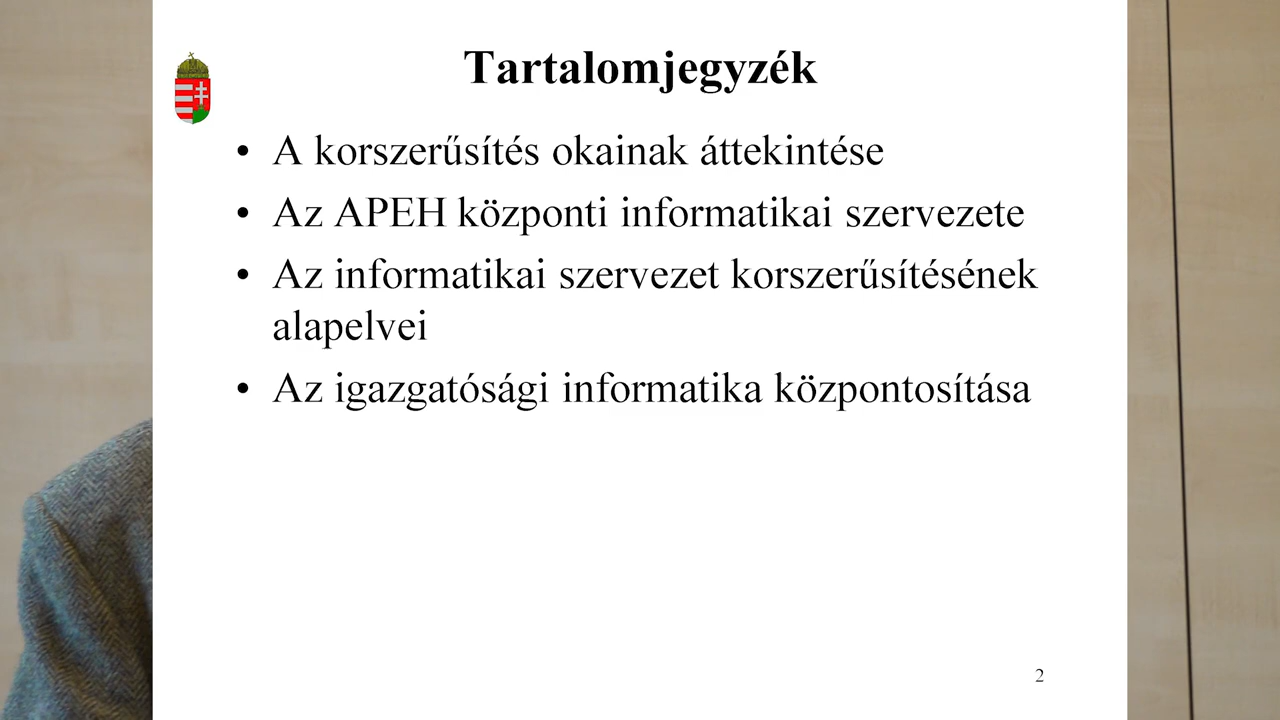 Tartalomjegyzék
• A korszerűsítés okainak áttekintése
• Az APEH központi informatikai szervezete
• Az informatikai szervezet korszerűsítésének
alapelvei
• Az igazgatósági informatika központosítása
2